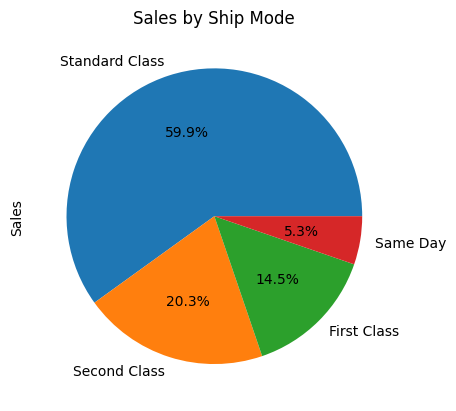 Sales by Ship Mode
Standard Class
59.9%
Sales
5.3%
Same Day
14.5%
20.3%
First Class
Second Class